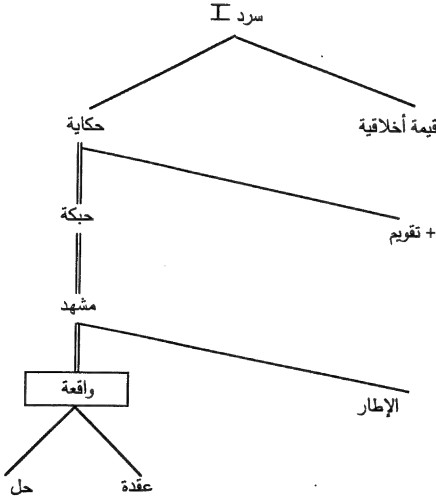 سرد I
قيمة أخلاقية
حكاية
حبكة
+ تقويم
مشهد
واقعة
الإطار
عقدة
حل